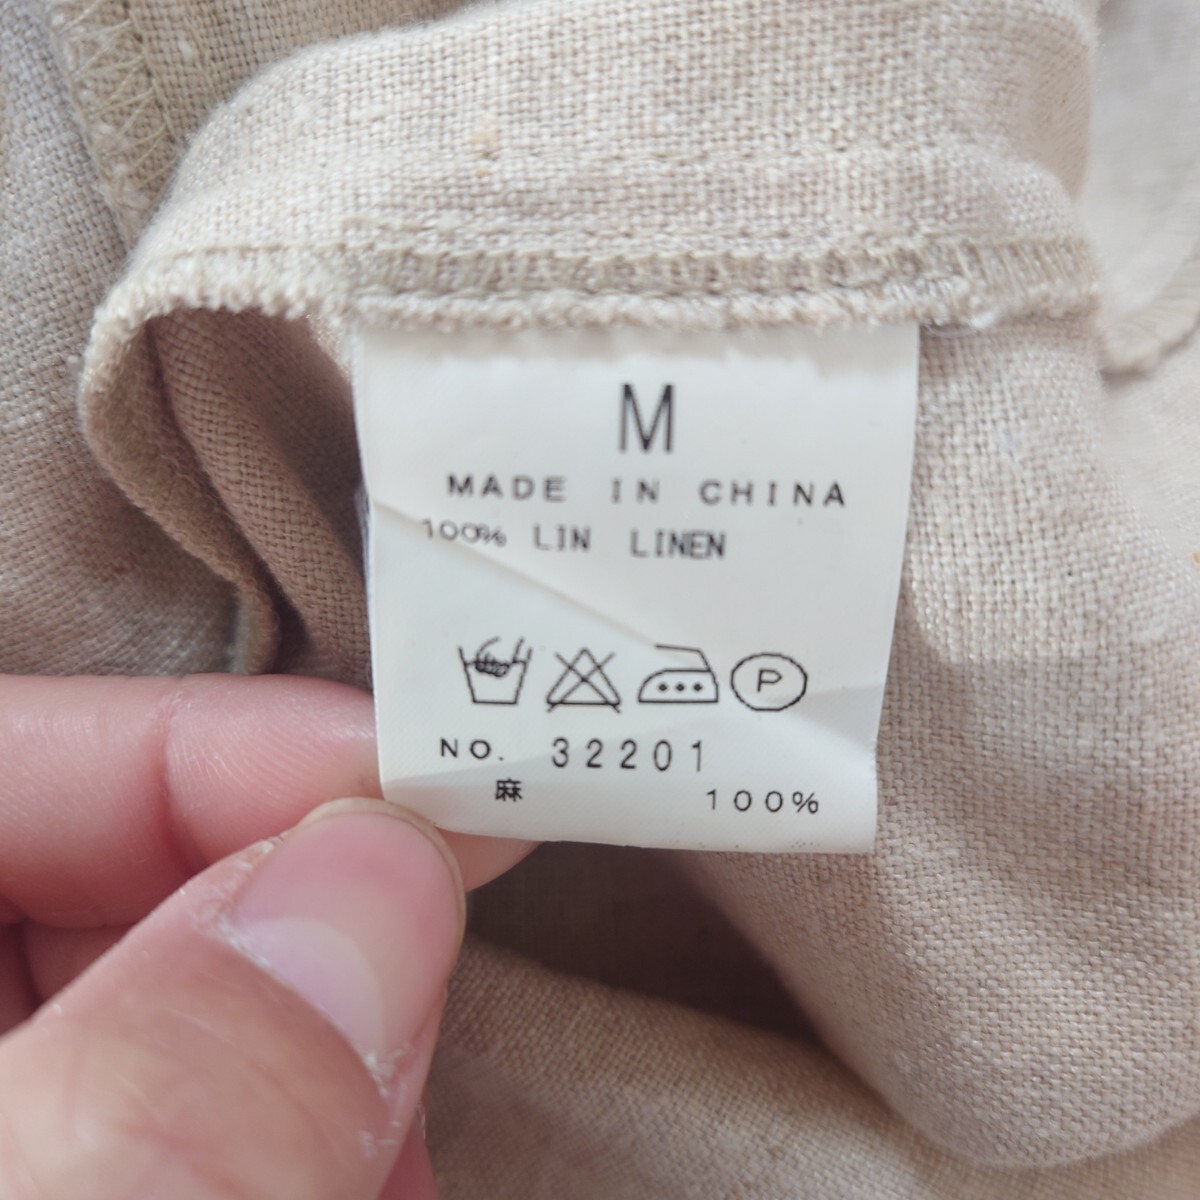 M
MADE IN CHINA
100% LIN LINEN
P
NO. 32201
麻 100%